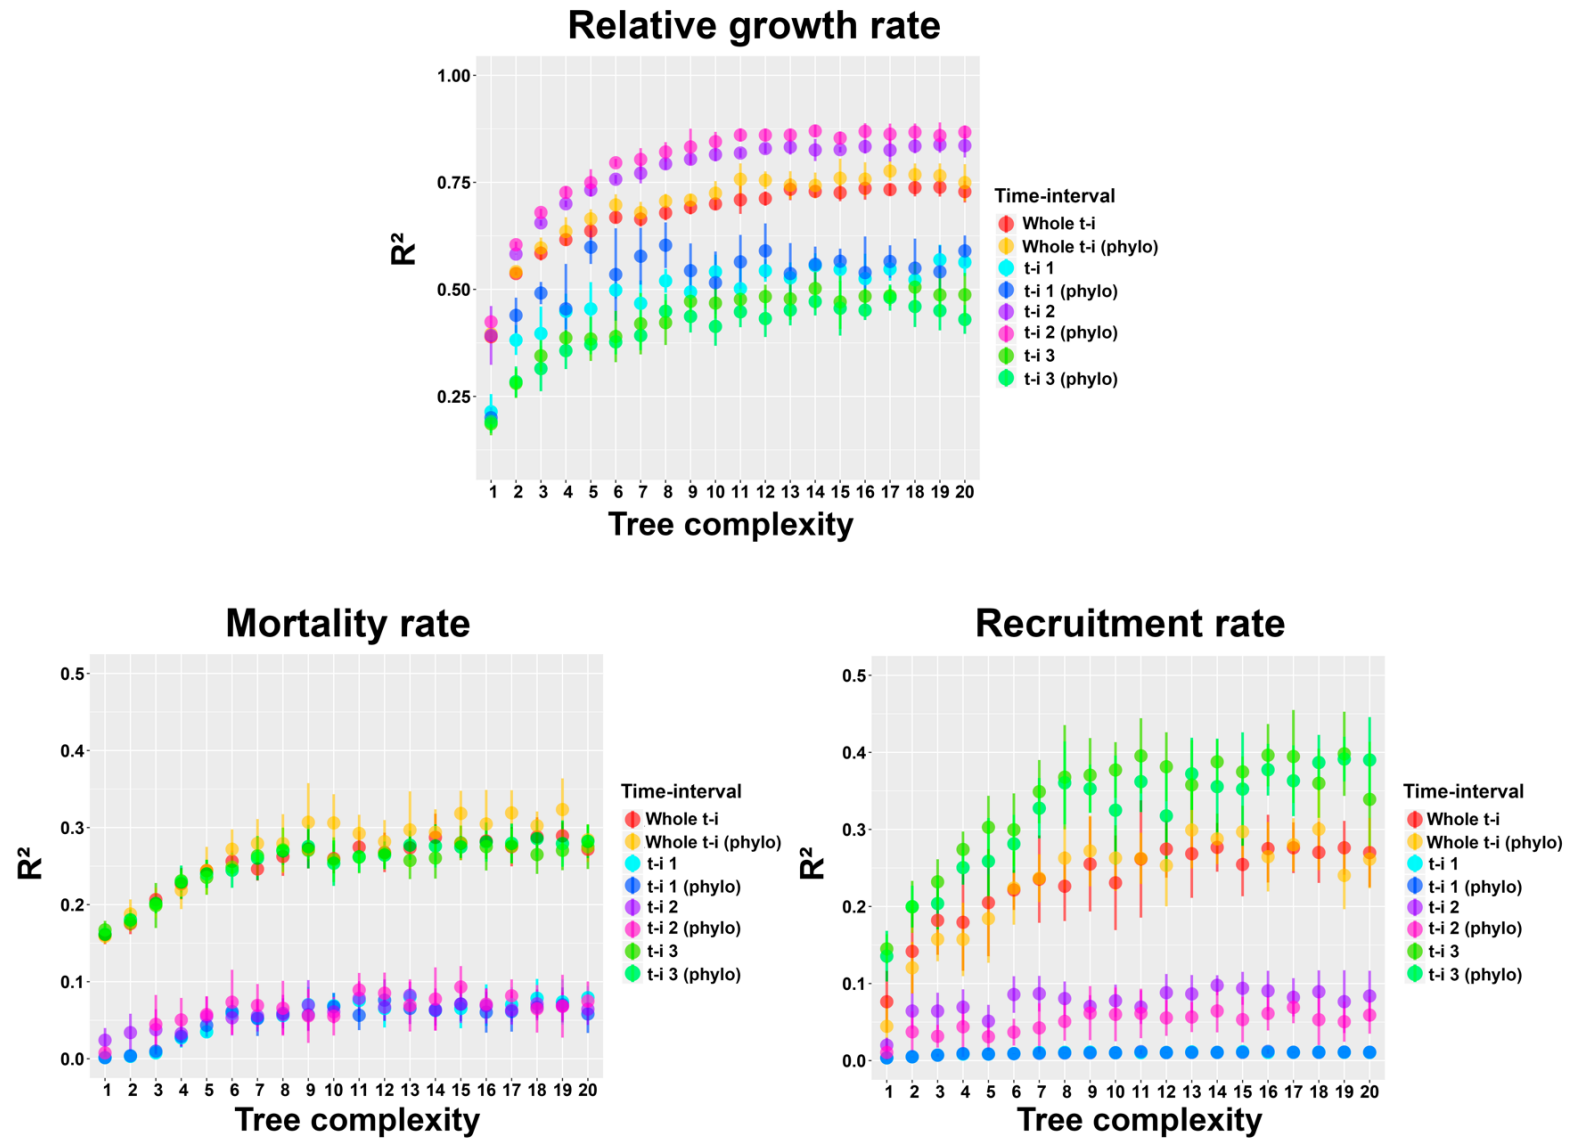 Relative growth rate
1.00
0.75
0.50
0.25
R²
1 2 3 4 5 6 7 8 9 10 11 12 13 14 15 16 17 18 19 20
Tree complexity
Time-interval
Whole t-i
Whole t-i (phylo)
t-i 1
t-i 1 (phylo)
t-i 2
t-i 2 (phylo)
t-i 3
t-i 3 (phylo)
Mortality rate
0.5
0.4
0.3
0.2
0.1
0.0
R²
1 2 3 4 5 6 7 8 9 10 11 12 13 14 15 16 17 18 19 20
Tree complexity
Time-interval
Whole t-i
Whole t-i (phylo)
t-i 1
t-i 1 (phylo)
t-i 2
t-i 2 (phylo)
t-i 3
t-i 3 (phylo)
Recruitment rate
0.5
0.4
0.3
0.2
0.1
0.0
R²
1 2 3 4 5 6 7 8 9 10 11 12 13 14 15 16 17 18 19 20
Tree complexity
Time-interval
Whole t-i
Whole t-i (phylo)
t-i 1
t-i 1 (phylo)
t-i 2
t-i 2 (phylo)
t-i 3
t-i 3 (phylo)